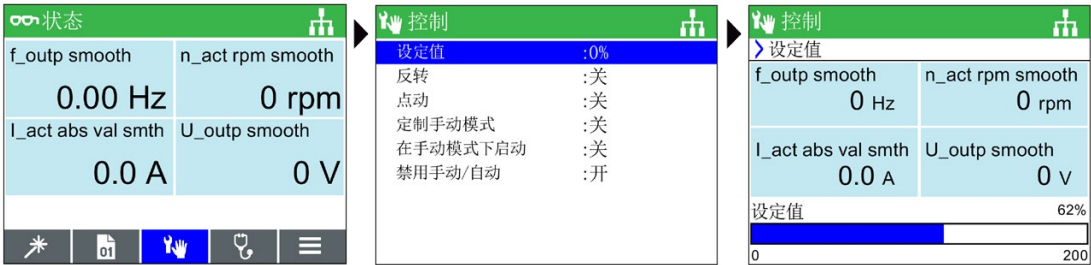 状态
f_outp smooth
n_act rpm smooth
0.00 Hz
0 rpm
I_act abs val smth
U_outp smooth
0.0 A
0 V
01
控制
设定值 :0%
反转 :关
点动 :关
定制手动模式 :关
在手动模式下启动 :关
禁用手动/自动 :开
控制
设定值
f_outp smooth
n_act rpm smooth
0 Hz
0 rpm
I_act abs val smth
U_outp smooth
0.0 A
0 V
设定值 62%
0 200